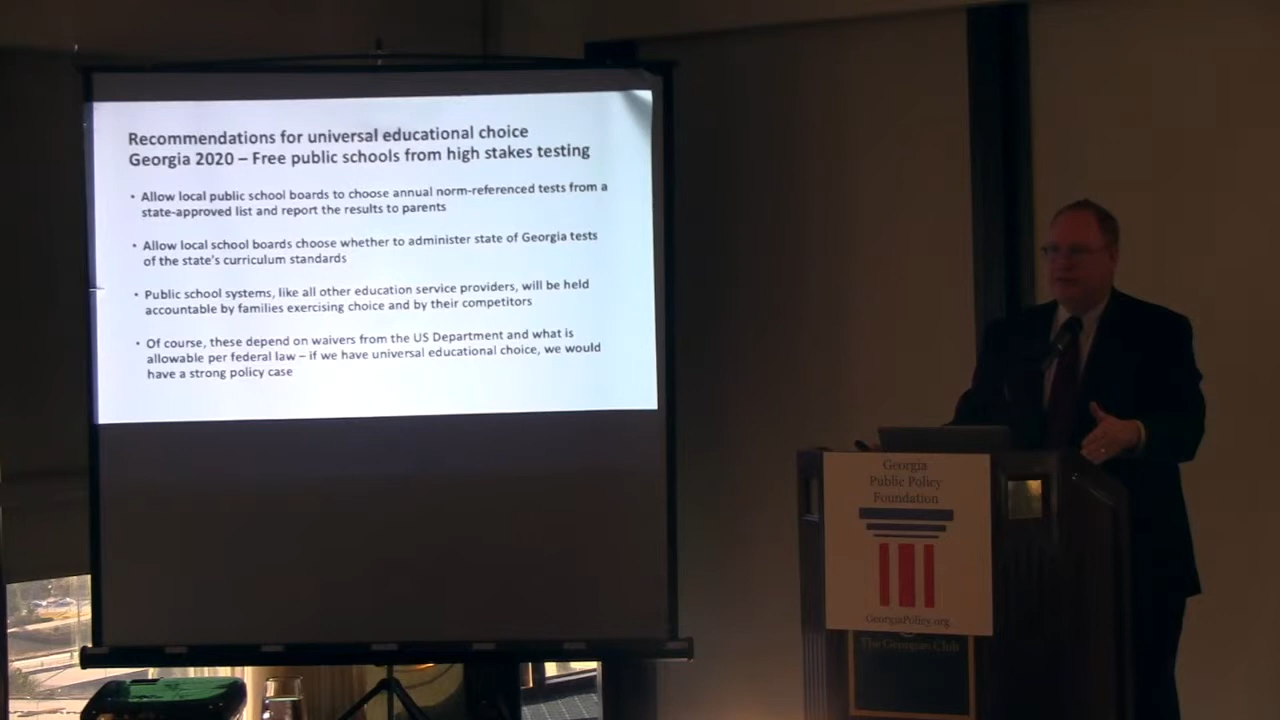 Recommendations for universal educational choice
Georgia 2020 – Free public schools from high stakes testing
• Allow local public school boards to choose annual norm-referenced tests from a
state-approved list and report the results to parents
• Allow local school boards choose whether to administer state of Georgia tests
of the state's curriculum standards
• Public school systems, like all other education service providers, will be held
accountable by families exercising choice and by their competitors
• Of course, these depend on waivers from the US Department and what is
allowable per federal law – if we have universal educational choice, we would
have a strong policy case
Georgia
Public Policy
Foundation
GeorgiaPolicy.org
The Georgian Club